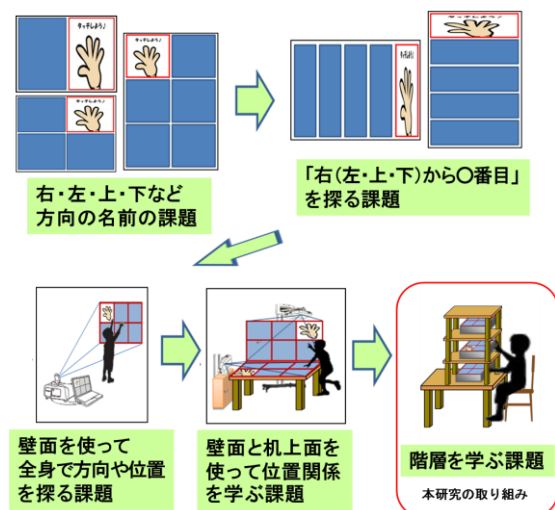 タッチしよう♪
タッチしよう♪
タッチしよう♪
右・左・上・下など
方向の名前の課題
「右(左・上・下)から〇番目」
を探る課題
壁面を使って
全身で方向や位置
を探る課題
壁面と机上面を
使って位置関係
を学ぶ課題
階層を学ぶ課題
本研究の取り組み